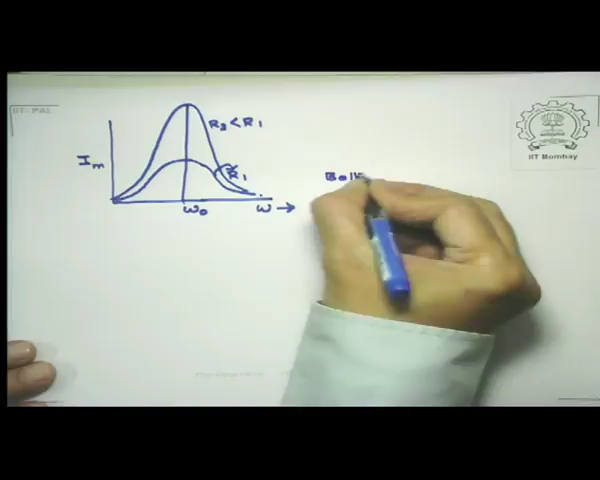 R₂ < R₁
Iₘ
R₁
ω₀
ω →
IIT Bombay